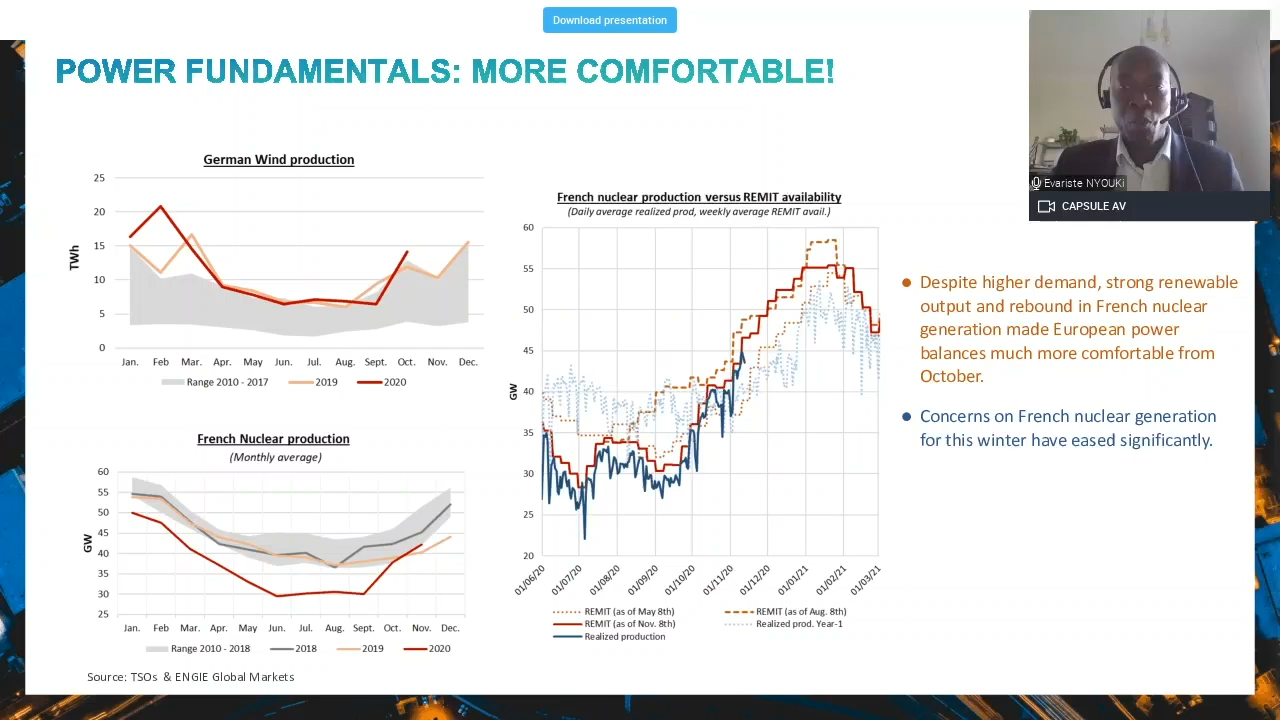 Download presentation
POWER FUNDAMENTALS: MORE COMFORTABLE!
Evariste NYOUKi
CAPSULE AV
German Wind production
25
20
15
10
5
0
TWh
Jan. Feb Mar. Apr. May Jun. Jul. Aug. Sept. Oct. Nov. Dec.
Range 2010 - 2017 2019 2020
French Nuclear production
(Monthly average)
60
55
50
45
40
35
30
25
GW
Jan. Feb Mar. Apr. May Jun. Jul. Aug. Sept. Oct. Nov. Dec.
Range 2010 - 2018 2018 2019 2020
Source: TSOs & ENGIE Global Markets
French nuclear production versus REMIT availability
(Daily average realized prod, weekly average REMIT avail.)
60
55
50
45
40
35
30
25
20
GW
01/06/20 01/07/20 01/08/20 01/09/20 01/10/20 01/11/20 01/12/20 01/01/21 01/02/21 01/03/21
REMIT (as of May 8th) REMIT (as of Aug. 8th)
REMIT (as of Nov. 8th) Realized prod. Year-1
Realized production
● Despite higher demand, strong renewable
output and rebound in French nuclear
generation made European power
balances much more comfortable from
October.
● Concerns on French nuclear generation
for this winter have eased significantly.